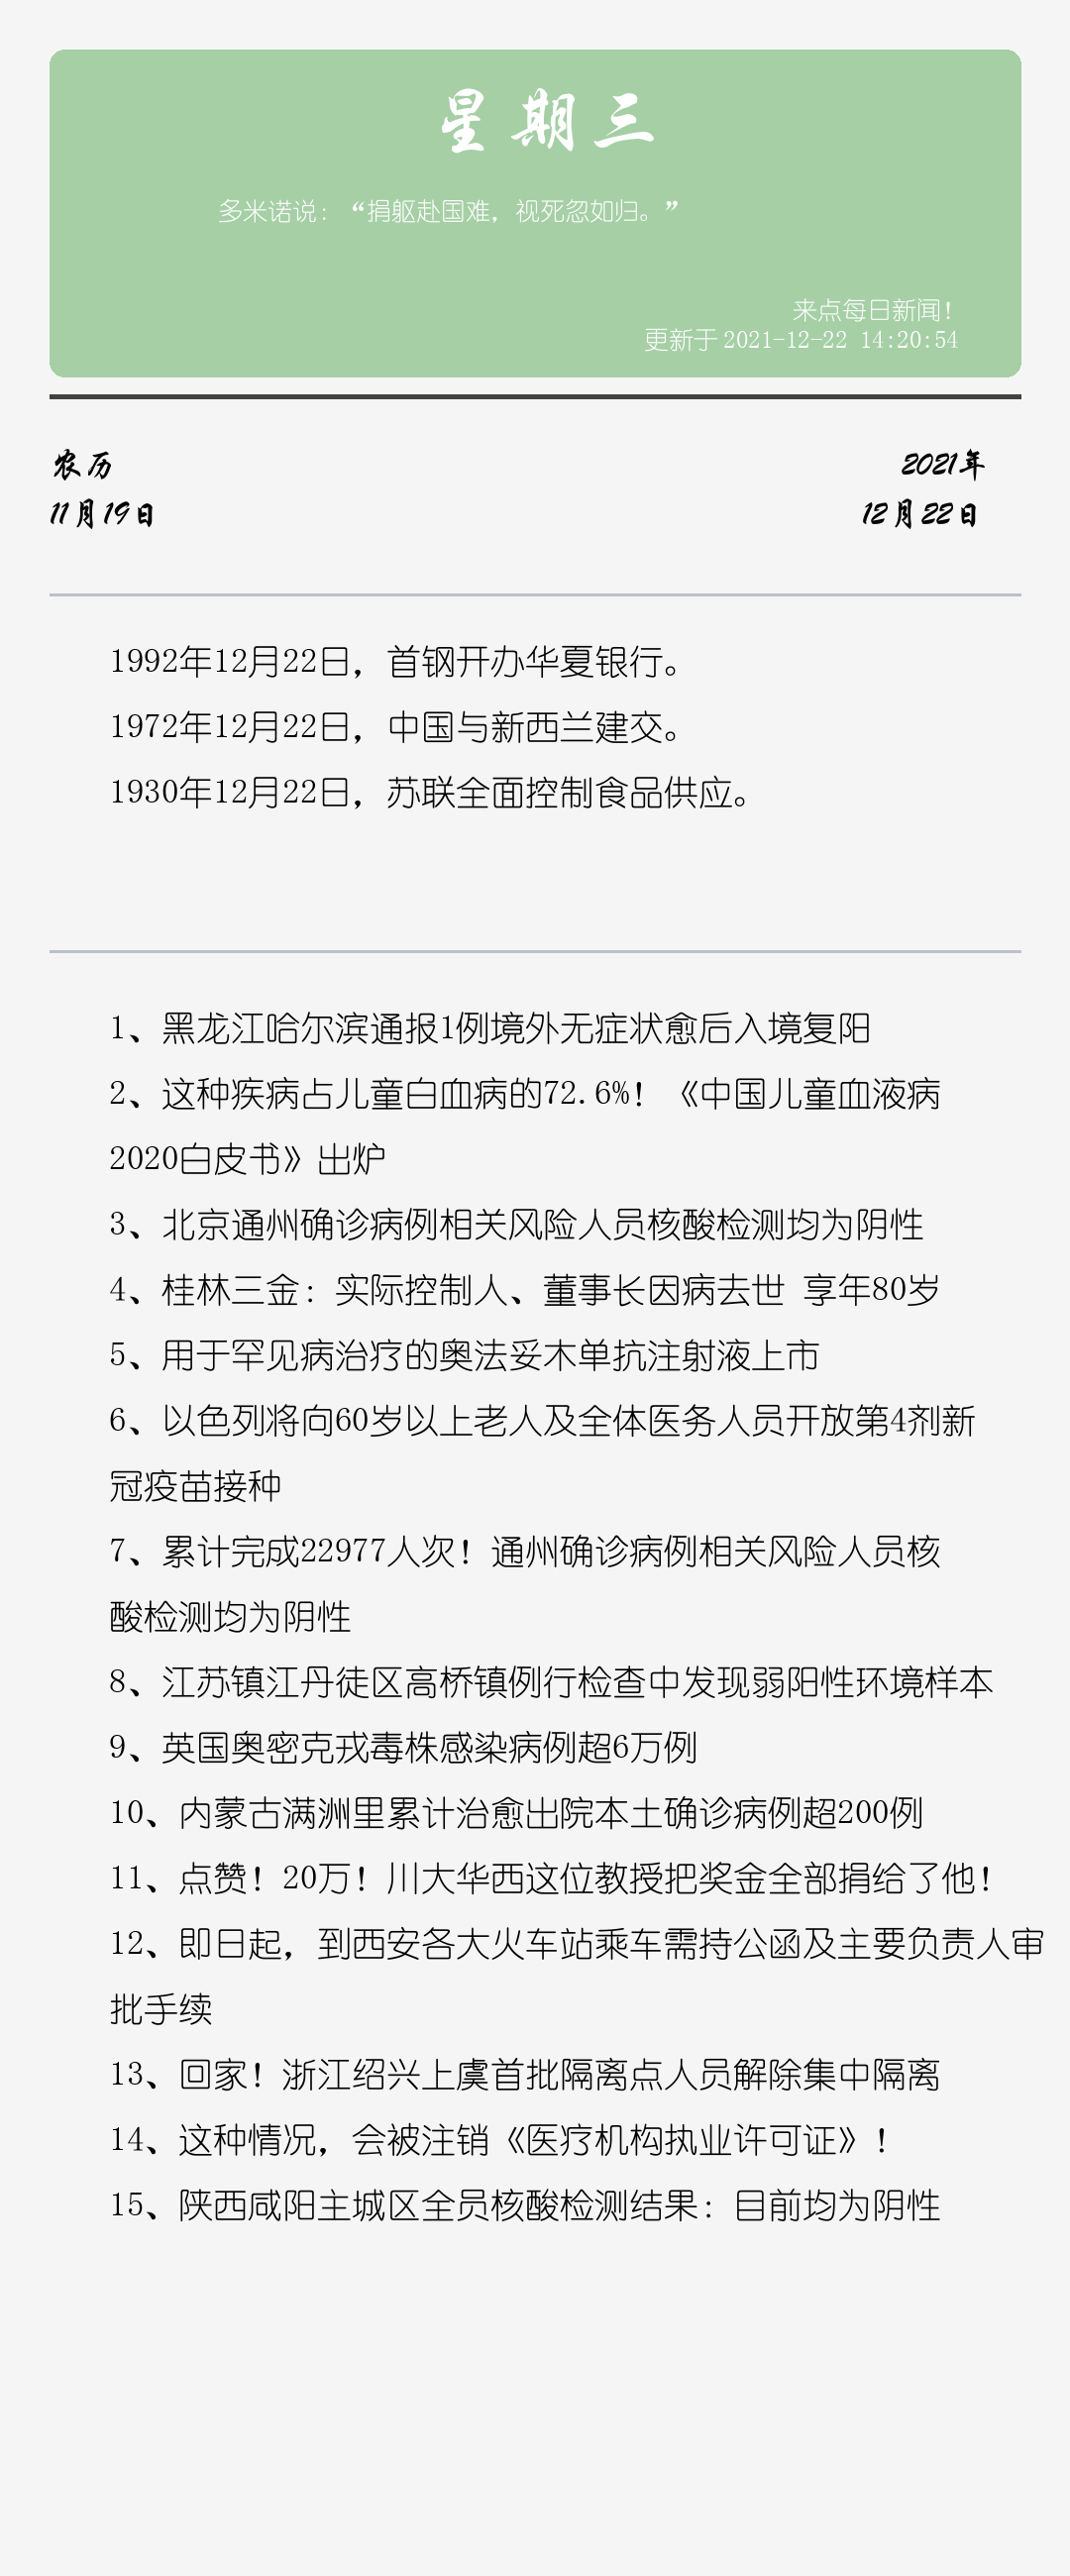 星期三
多米诺说：“捐躯赴国难，视死忽如归。”
来点每日新闻！
更新于 2021-12-22 14:20:54
农历
2021年
11月19日
12月22日
1992年12月22日，首钢开办华夏银行。
1972年12月22日，中国与新西兰建交。
1930年12月22日，苏联全面控制食品供应。
1、黑龙江哈尔滨通报1例境外无症状愈后入境复阳
2、这种疾病占儿童白血病的72.6%！《中国儿童血液病
2020白皮书》出炉
3、北京通州确诊病例相关风险人员核酸检测均为阴性
4、桂林三金：实际控制人、董事长因病去世 享年80岁
5、用于罕见病治疗的奥法妥木单抗注射液上市
6、以色列将向60岁以上老人及全体医务人员开放第4剂新
冠疫苗接种
7、累计完成22977人次！通州确诊病例相关风险人员核
酸检测均为阴性
8、江苏镇江丹徒区高桥镇例行检查中发现弱阳性环境样本
9、英国奥密克戎毒株感染病例超6万例
10、内蒙古满洲里累计治愈出院本土确诊病例超200例
11、点赞！20万！川大华西这位教授把奖金全部捐给了他！
12、即日起，到西安各大火车站乘车需持公函及主要负责人审
批手续
13、回家！浙江绍兴上虞首批隔离点人员解除集中隔离
14、这种情况，会被注销《医疗机构执业许可证》！
15、陕西咸阳主城区全员核酸检测结果：目前均为阴性